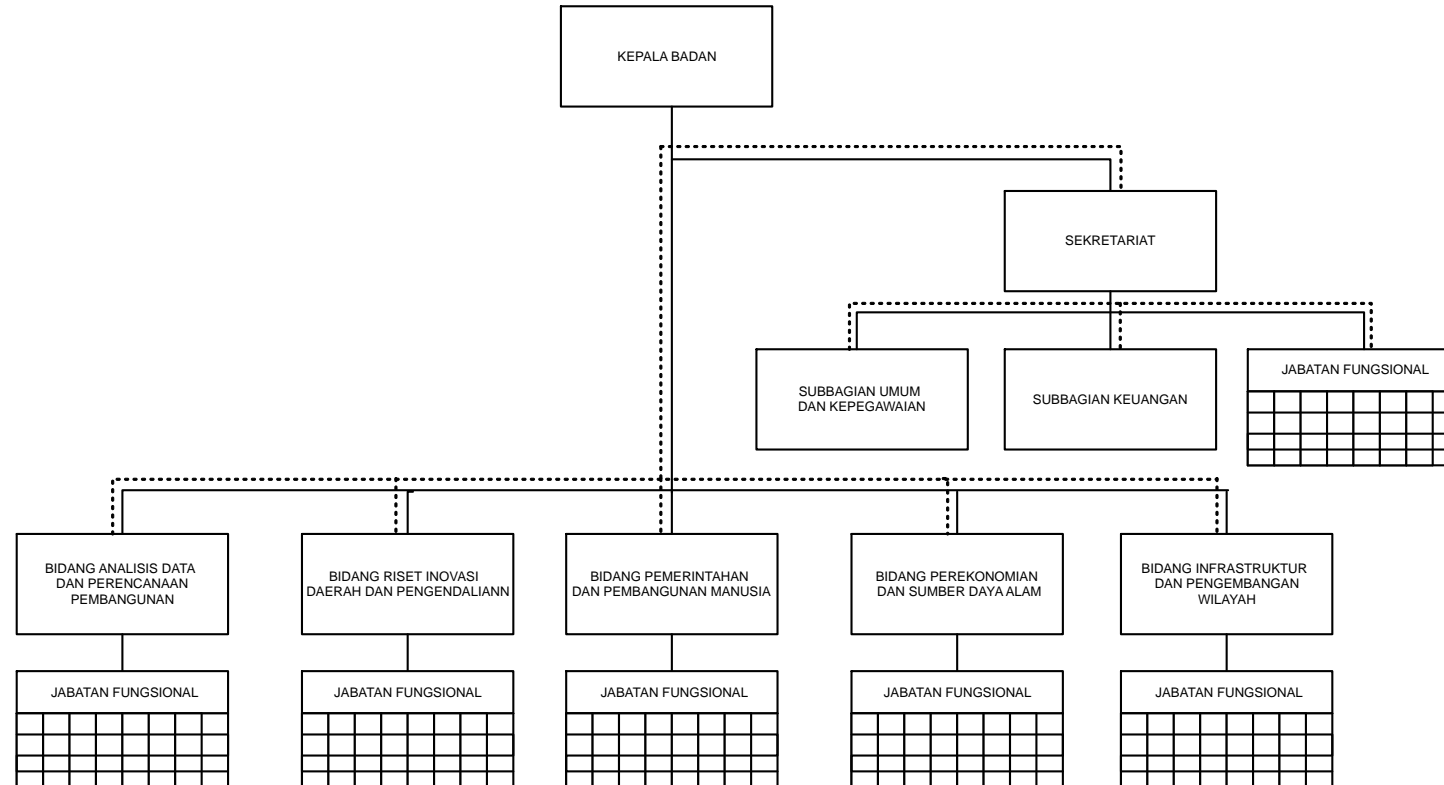 KEPALA BADAN
SEKRETARIAT
SUBBAGIAN UMUM
DAN KEPEGAWAIAN
SUBBAGIAN KEUANGAN
JABATAN FUNGSIONAL
BIDANG ANALISIS DATA
DAN PERENCANAAN
PEMBANGUNAN
BIDANG RISET INOVASI
DAERAH DAN PENGENDALIANN
BIDANG PEMERINTAHAN
DAN PEMBANGUNAN MANUSIA
BIDANG PEREKONOMIAN
DAN SUMBER DAYA ALAM
BIDANG INFRASTRUKTUR
DAN PENGEMBANGAN
WILAYAH
JABATAN FUNGSIONAL
JABATAN FUNGSIONAL
JABATAN FUNGSIONAL
JABATAN FUNGSIONAL
JABATAN FUNGSIONAL